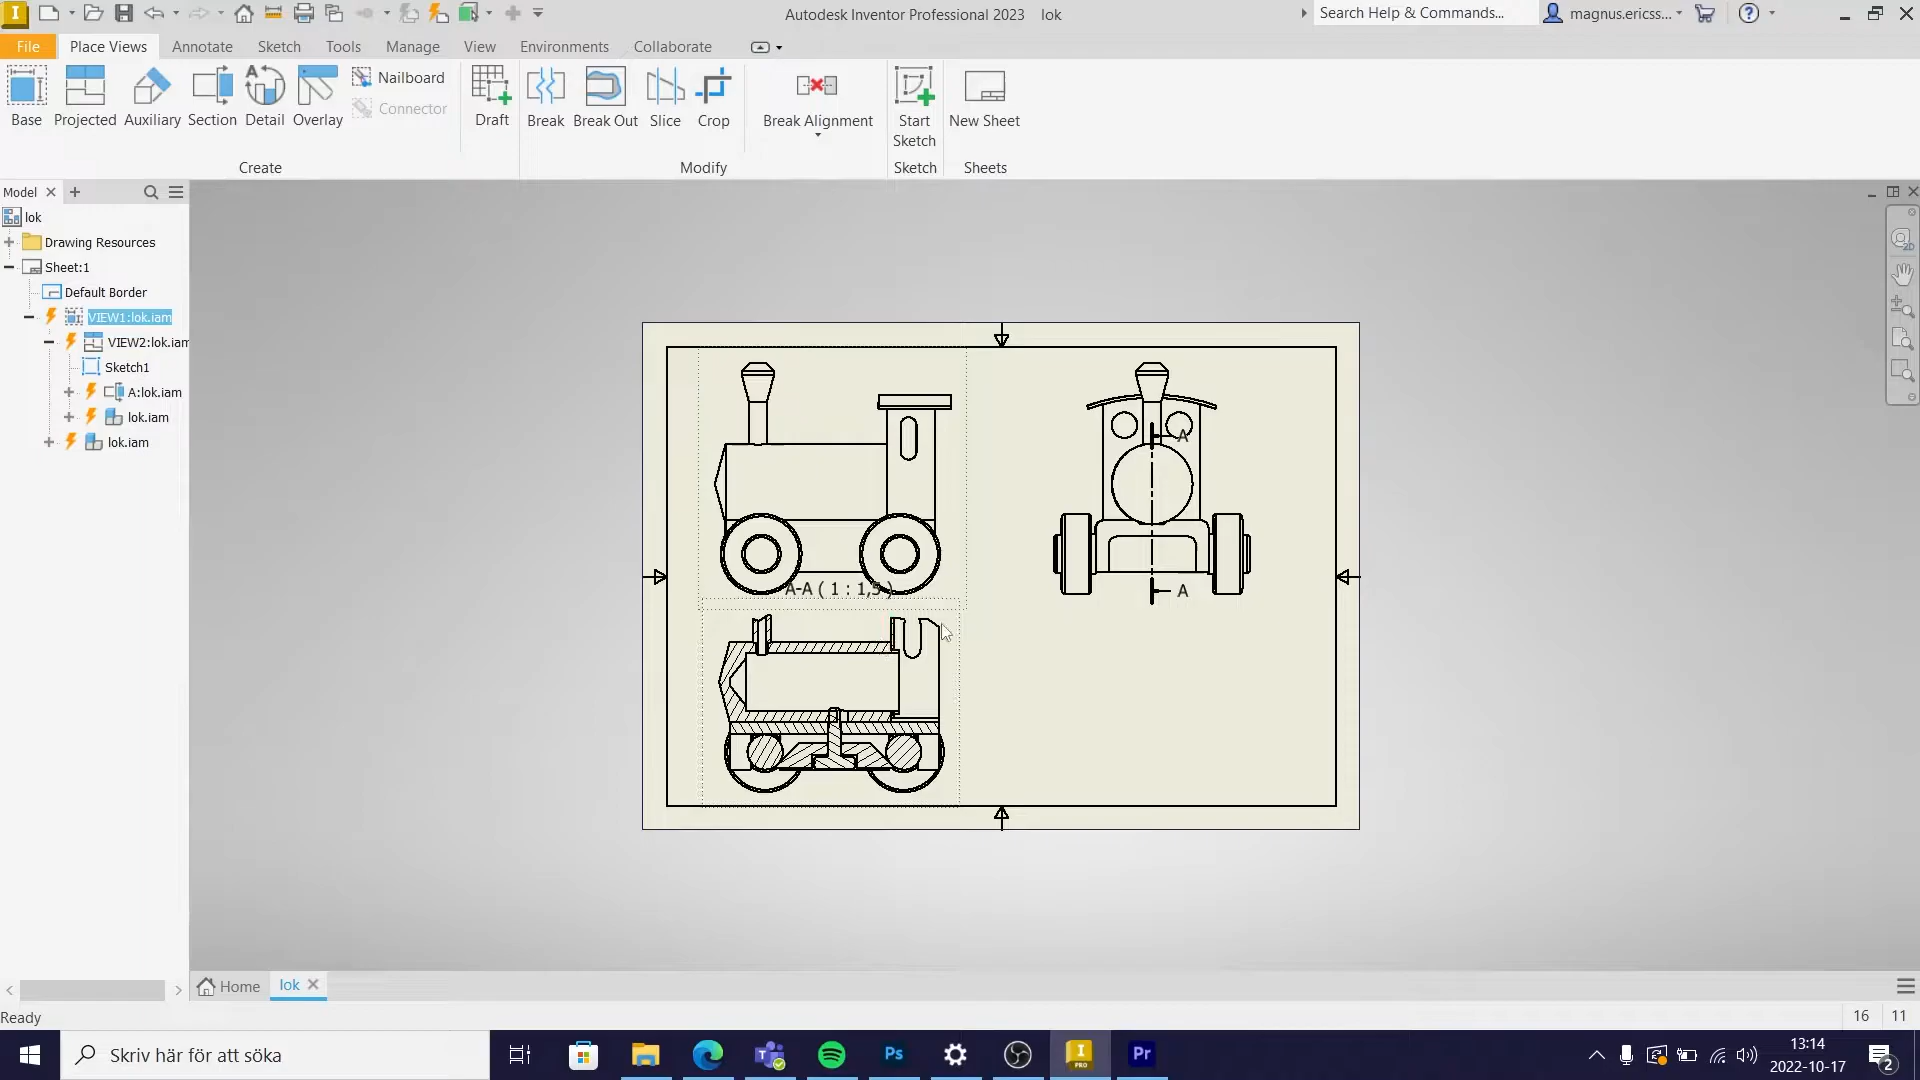 I Autodesk Inventor Professional 2023 lok Search Help & Commands... magnus.ericss... ?
File Place Views Annotate Sketch Tools Manage View Environments Collaborate
Nailboard
Connector
Base Projected Auxiliary Section Detail Overlay Draft Break Break Out Slice Crop Break Alignment Start Sketch New Sheet
Create Modify Sketch Sheets
Model
lok
Drawing Resources
Sheet:1
Default Border
VIEW1:lok.iam
VIEW2:lok.iam
Sketch1
A:lok.iam
lok.iam
lok.iam
A
A-A ( 1 : 1,5 )
A
Home lok
Ready 16 11
Skriv här för att söka
Ps
I PRO
Pr
13:14
2022-10-17
2